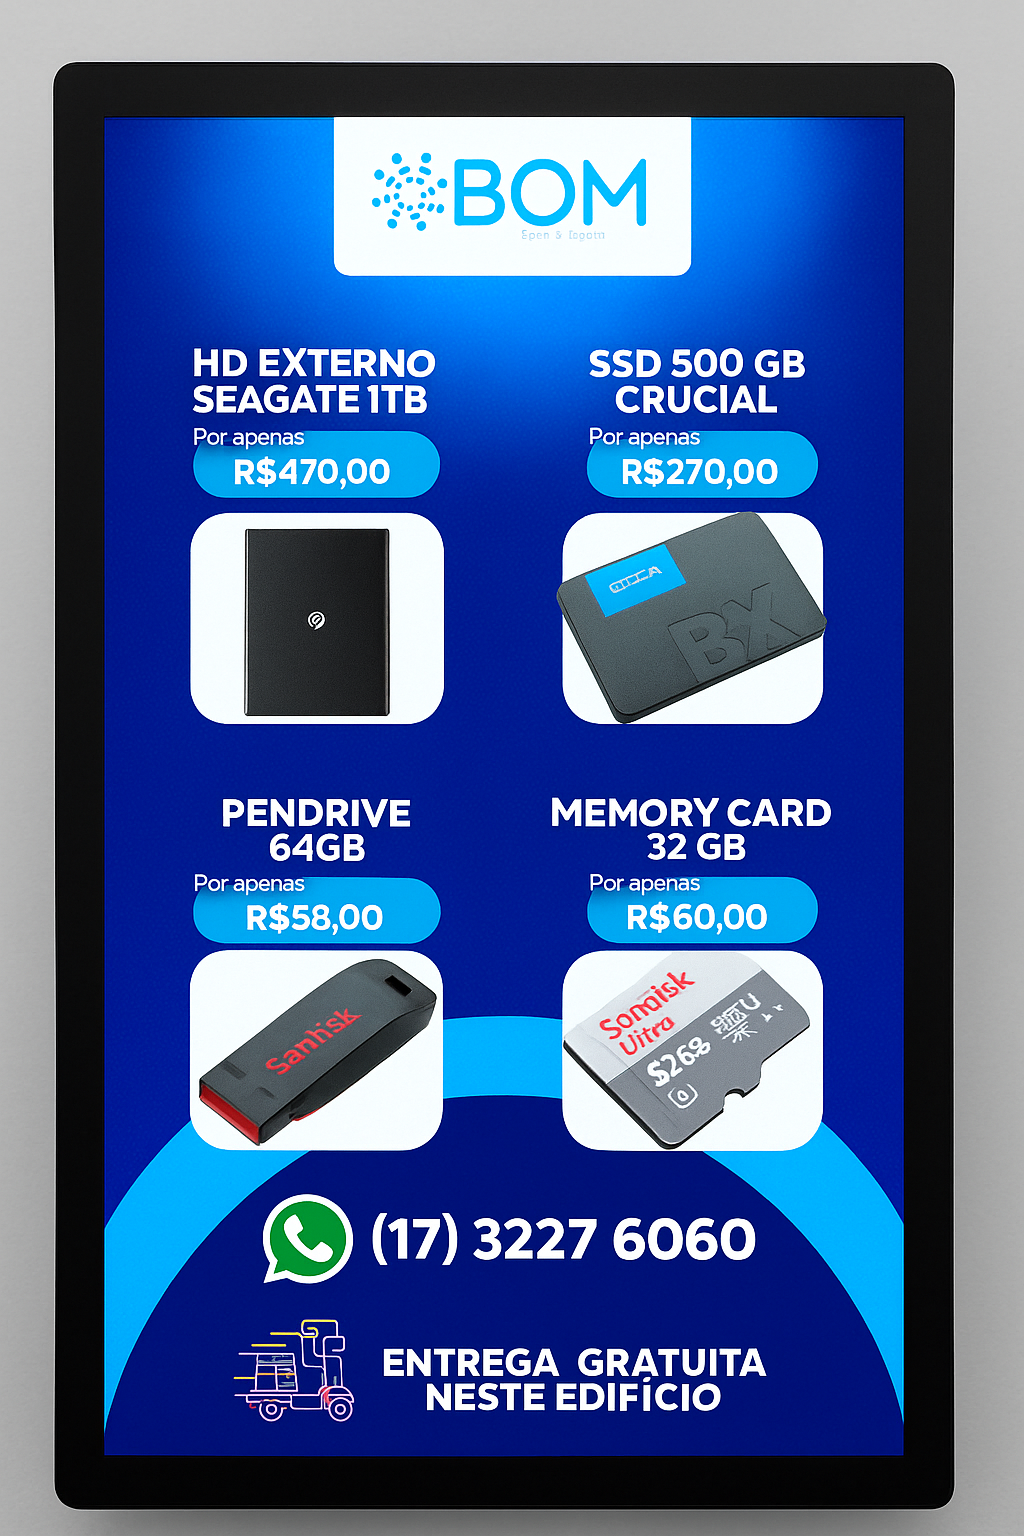 BOM
HD EXTERNO
SEAGATE 1TB
Por apenas
R$470,00
SSD 500 GB
CRUCIAL
Por apenas
R$270,00
BX
PENDRIVE
64GB
Por apenas
R$58,00
MEMORY CARD
32 GB
Por apenas
R$60,00
(17) 3227 6060
ENTREGA GRATUITA
NESTE EDIFÍCIO